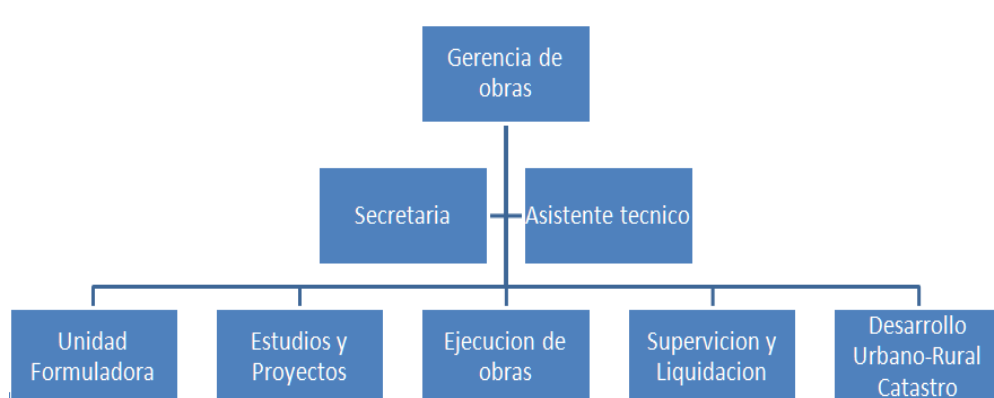 Gerencia de
obras
Secretaria
Asistente tecnico
Unidad
Formuladora
Estudios y
Proyectos
Ejecucion de
obras
Supervicion y
Liquidacion
Desarrollo
Urbano-Rural
Catastro